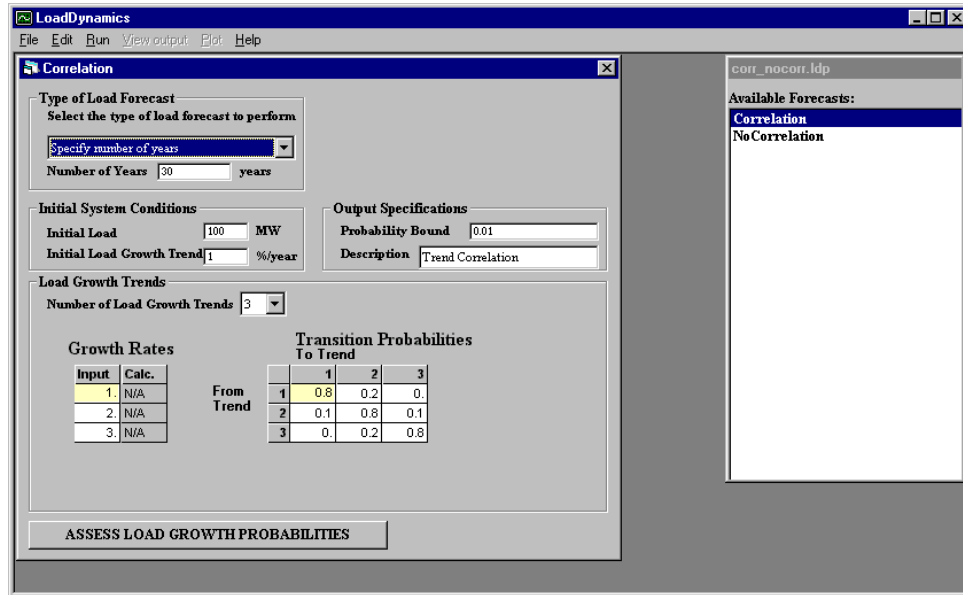 LoadDynamics
File Edit Run View output Plot Help
Correlation
Type of Load Forecast
Select the type of load forecast to perform
Specify number of years
Number of Years 30 years
Initial System Conditions
Initial Load 100 MW
Initial Load Growth Trend 1 %/year
Output Specifications
Probability Bound 0.01
Description Trend Correlation
Load Growth Trends
Number of Load Growth Trends 3
Growth Rates
Input Calc.
1. N/A
2. N/A
3. N/A
Transition Probabilities
To Trend
From
Trend
1 2 3
1 0.8 0.2 0.
2 0.1 0.8 0.1
3 0. 0.2 0.8
ASSESS LOAD GROWTH PROBABILITIES
corr_nocorr.ldp
Available Forecasts:
Correlation
NoCorrelation